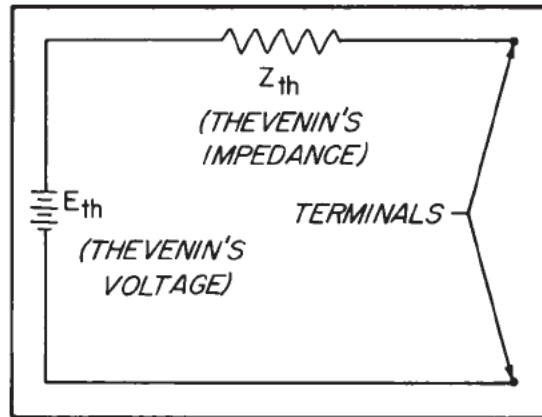 Zth
(THEVENIN'S
IMPEDANCE)
Eth
TERMINALS
(THEVENIN'S
VOLTAGE)